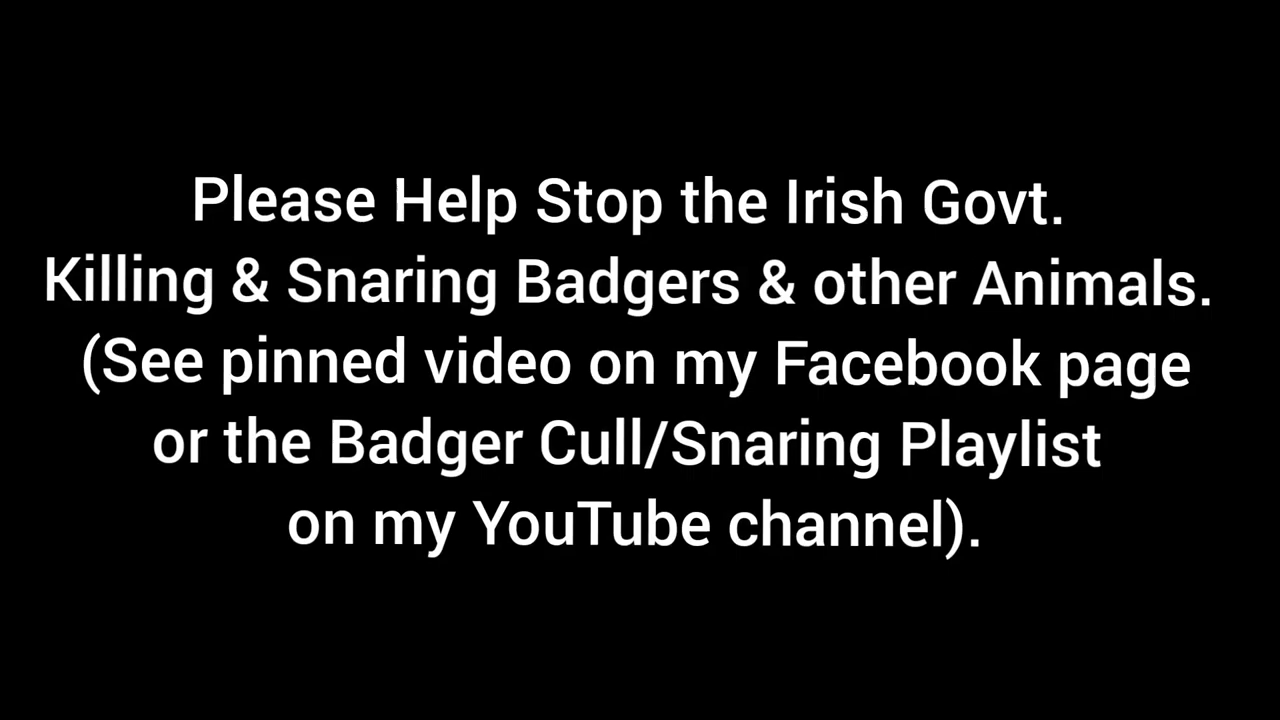 Please Help Stop the Irish Govt.
Killing & Snaring Badgers & other Animals.
(See pinned video on my Facebook page
or the Badger Cull/Snaring Playlist
on my YouTube channel).